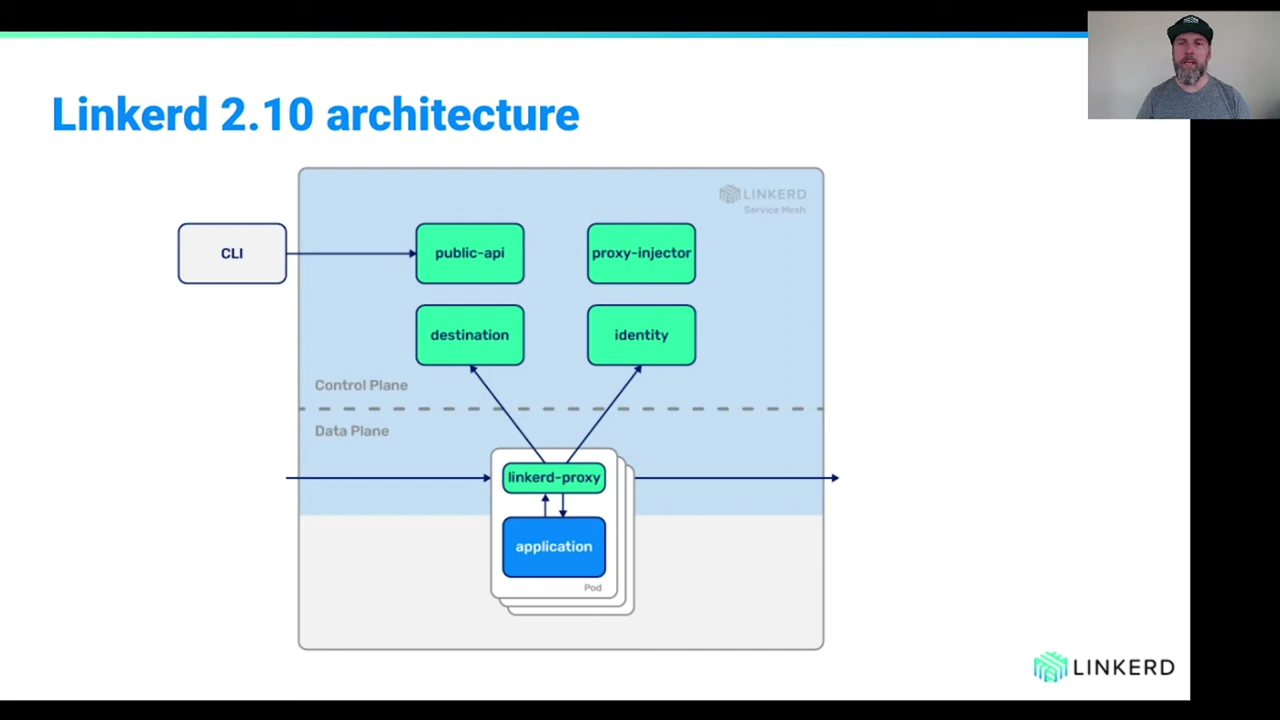 Linkerd 2.10 architecture
LINKERD
Service Mesh
CLI
public-api
proxy-injector
destination
identity
Control Plane
Data Plane
linkerd-proxy
application
Pod
LINKERD